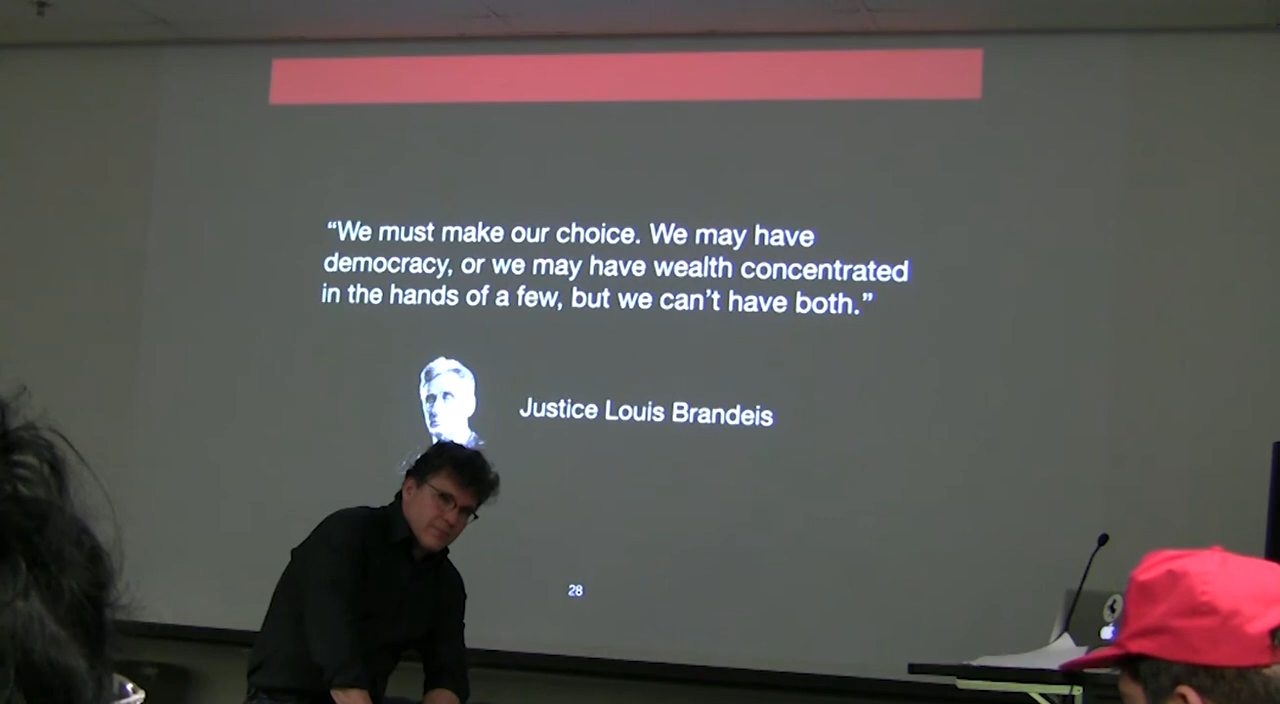 “We must make our choice. We may have
democracy, or we may have wealth concentrated
in the hands of a few, but we can’t have both.”
Justice Louis Brandeis
28